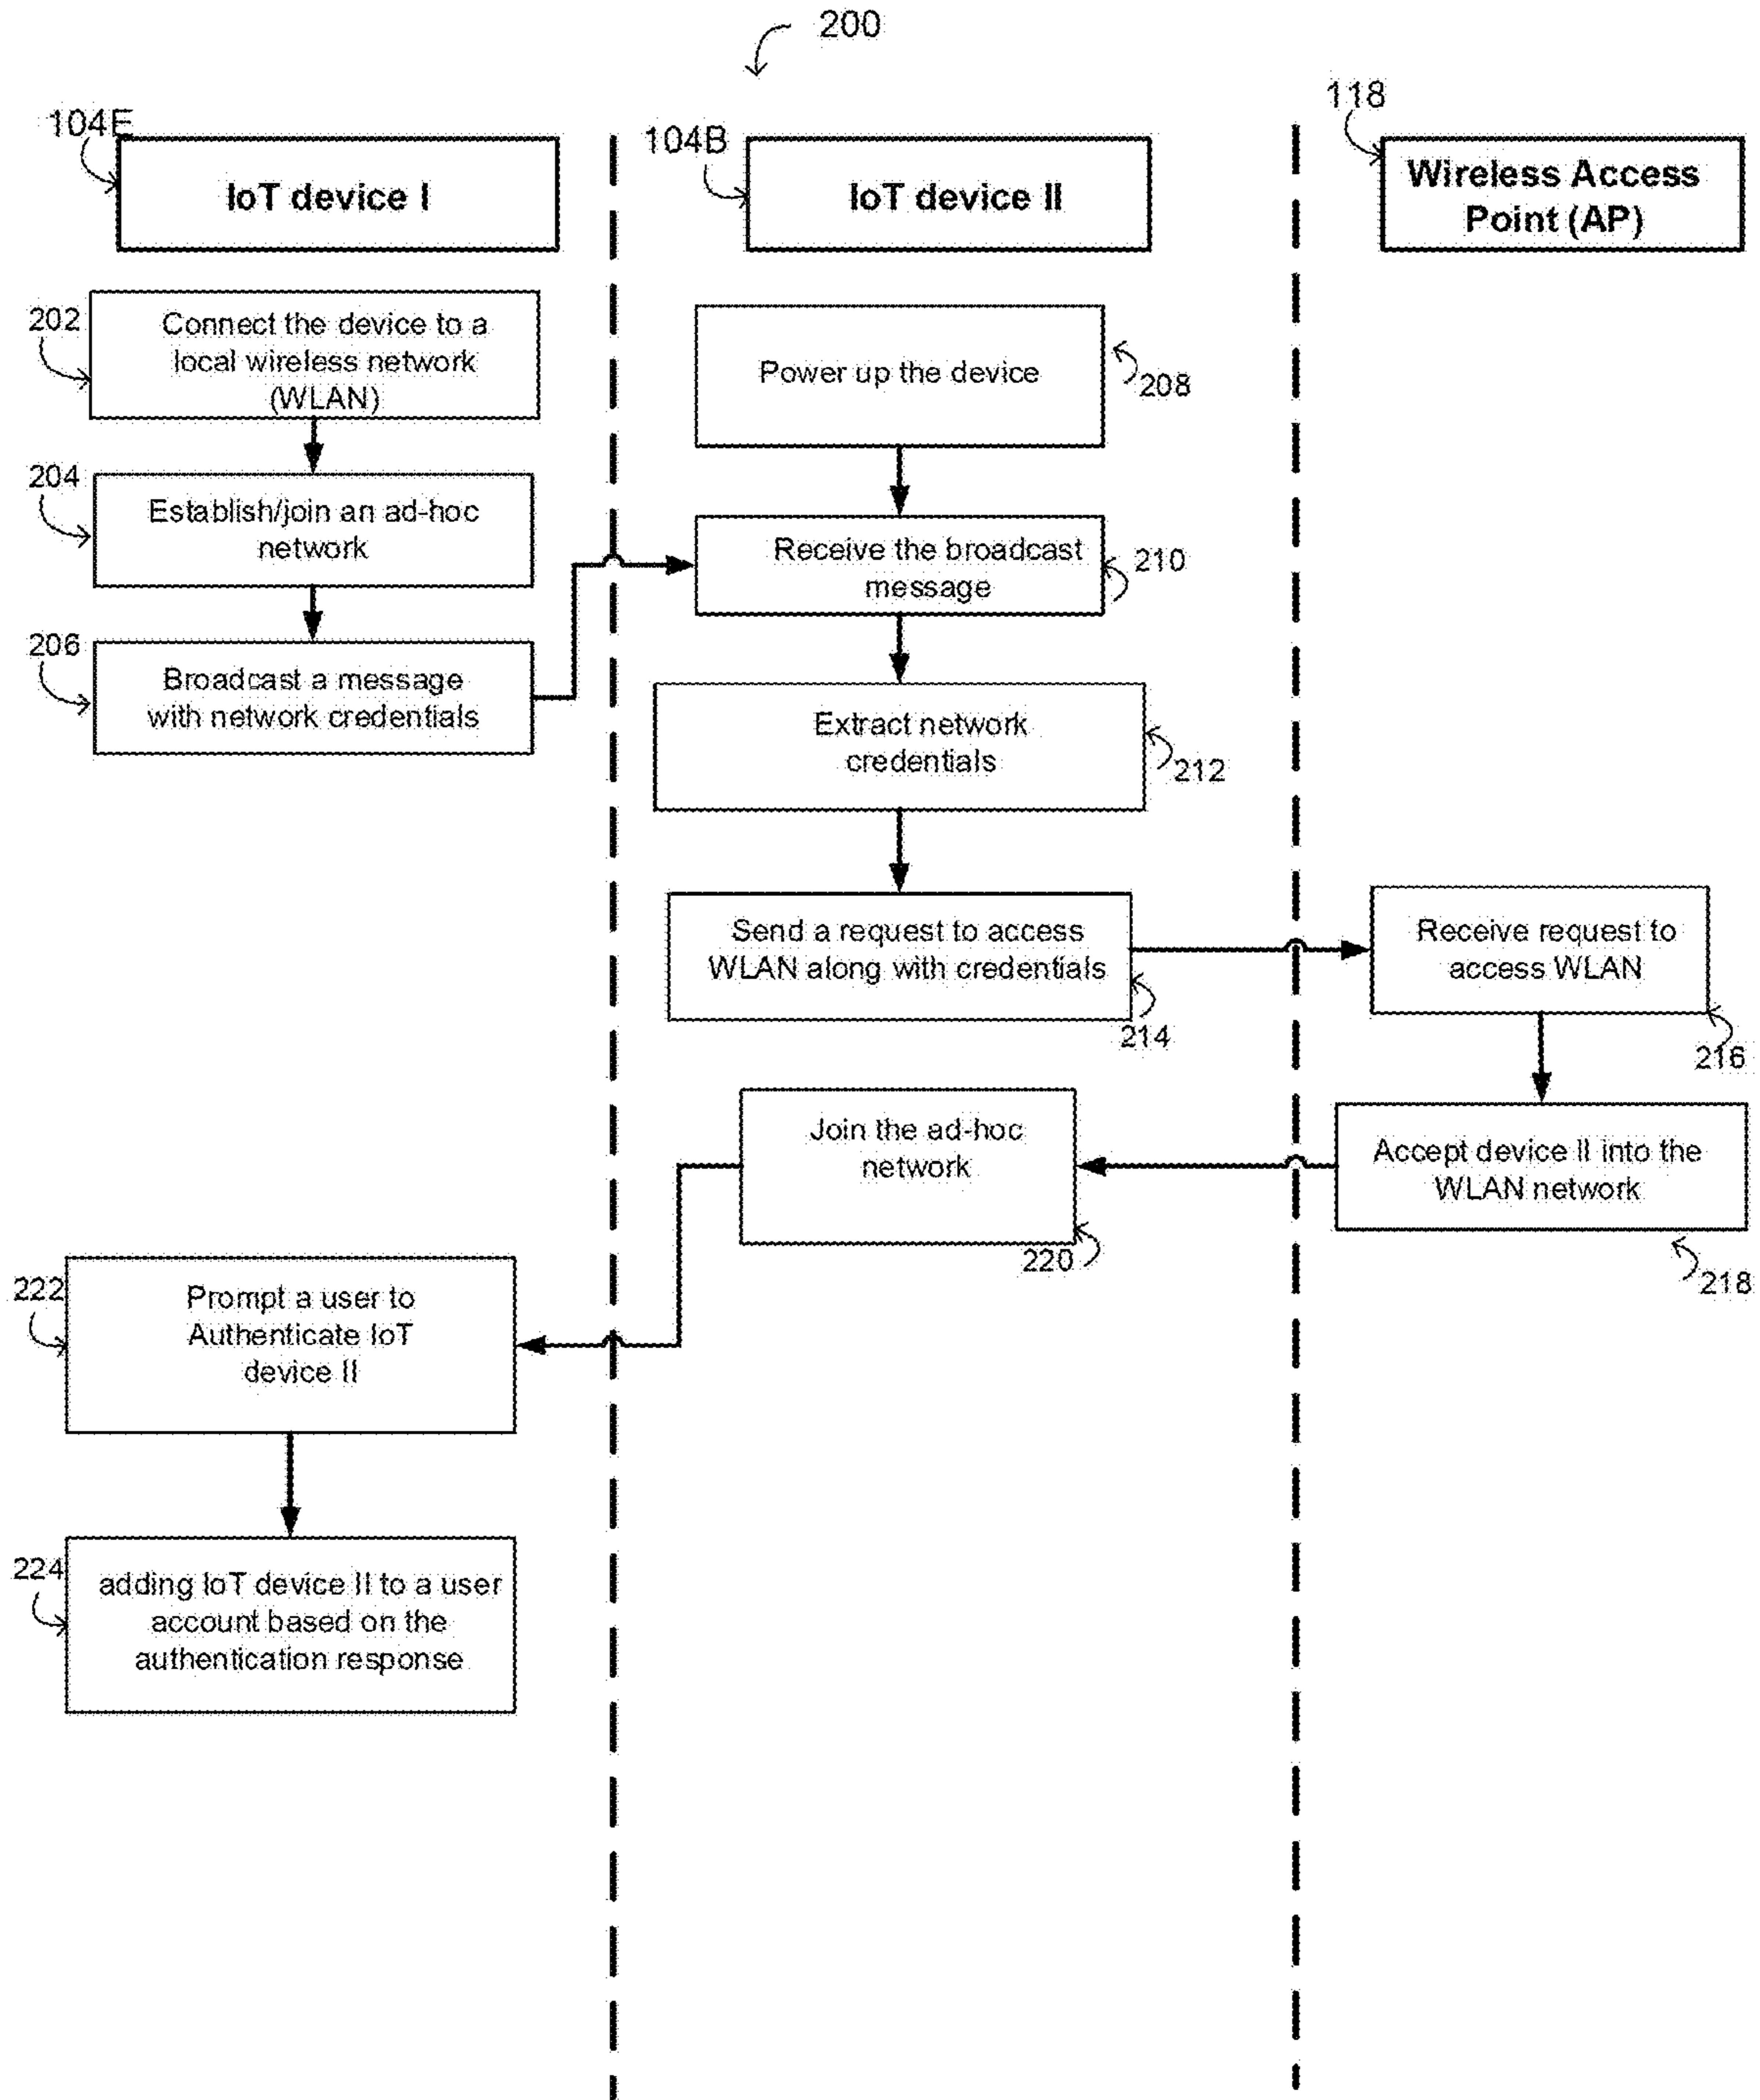 200
104E
IoT device I
104B
IoT device II
118
Wireless Access
Point (AP)
202
Connect the device to a
local wireless network
(WLAN)
204
Establish/join an ad-hoc
network
206
Broadcast a message
with network credentials
Power up the device
208
Receive the broadcast
message
210
Extract network
credentials
212
Send a request to access
WLAN along with credentials
214
Receive request to
access WLAN
216
Accept device II into the
WLAN network
218
Join the ad-hoc
network
220
222
Prompt a user to
Authenticate IoT
device II
224
adding IoT device II to a user
account based on the
authentication response